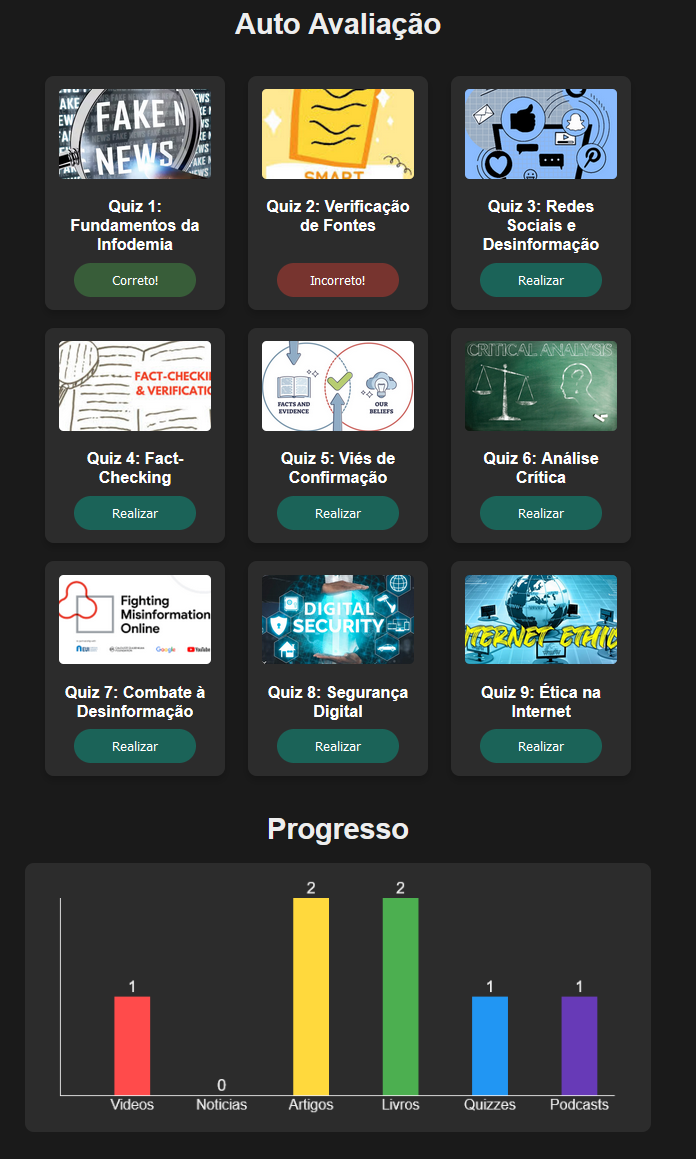 Auto Avaliação
FAKE NEWS
Quiz 1:
Fundamentos da
Infodemia
Correto!
SMART
Quiz 2: Verificação
de Fontes
Incorreto!
Quiz 3: Redes
Sociais e
Desinformação
Realizar
FACT-CHECKI
& VERIFICATIO
Quiz 4: Fact-
Checking
Realizar
FACTS AND
EVIDENCE
OUR
BELIEFS
Quiz 5: Viés de
Confirmação
Realizar
CRITICAL ANALYSIS
Quiz 6: Análise
Crítica
Realizar
Fighting
Misinformation
Online
Google
YouTube
Quiz 7: Combate à
Desinformação
Realizar
DIGITAL
SECURITY
Quiz 8: Segurança
Digital
Realizar
NTERNET ETHIC
Quiz 9: Ética na
Internet
Realizar
Progresso
2 2
1 1 1
0
Videos Noticias Artigos Livros Quizzes Podcasts